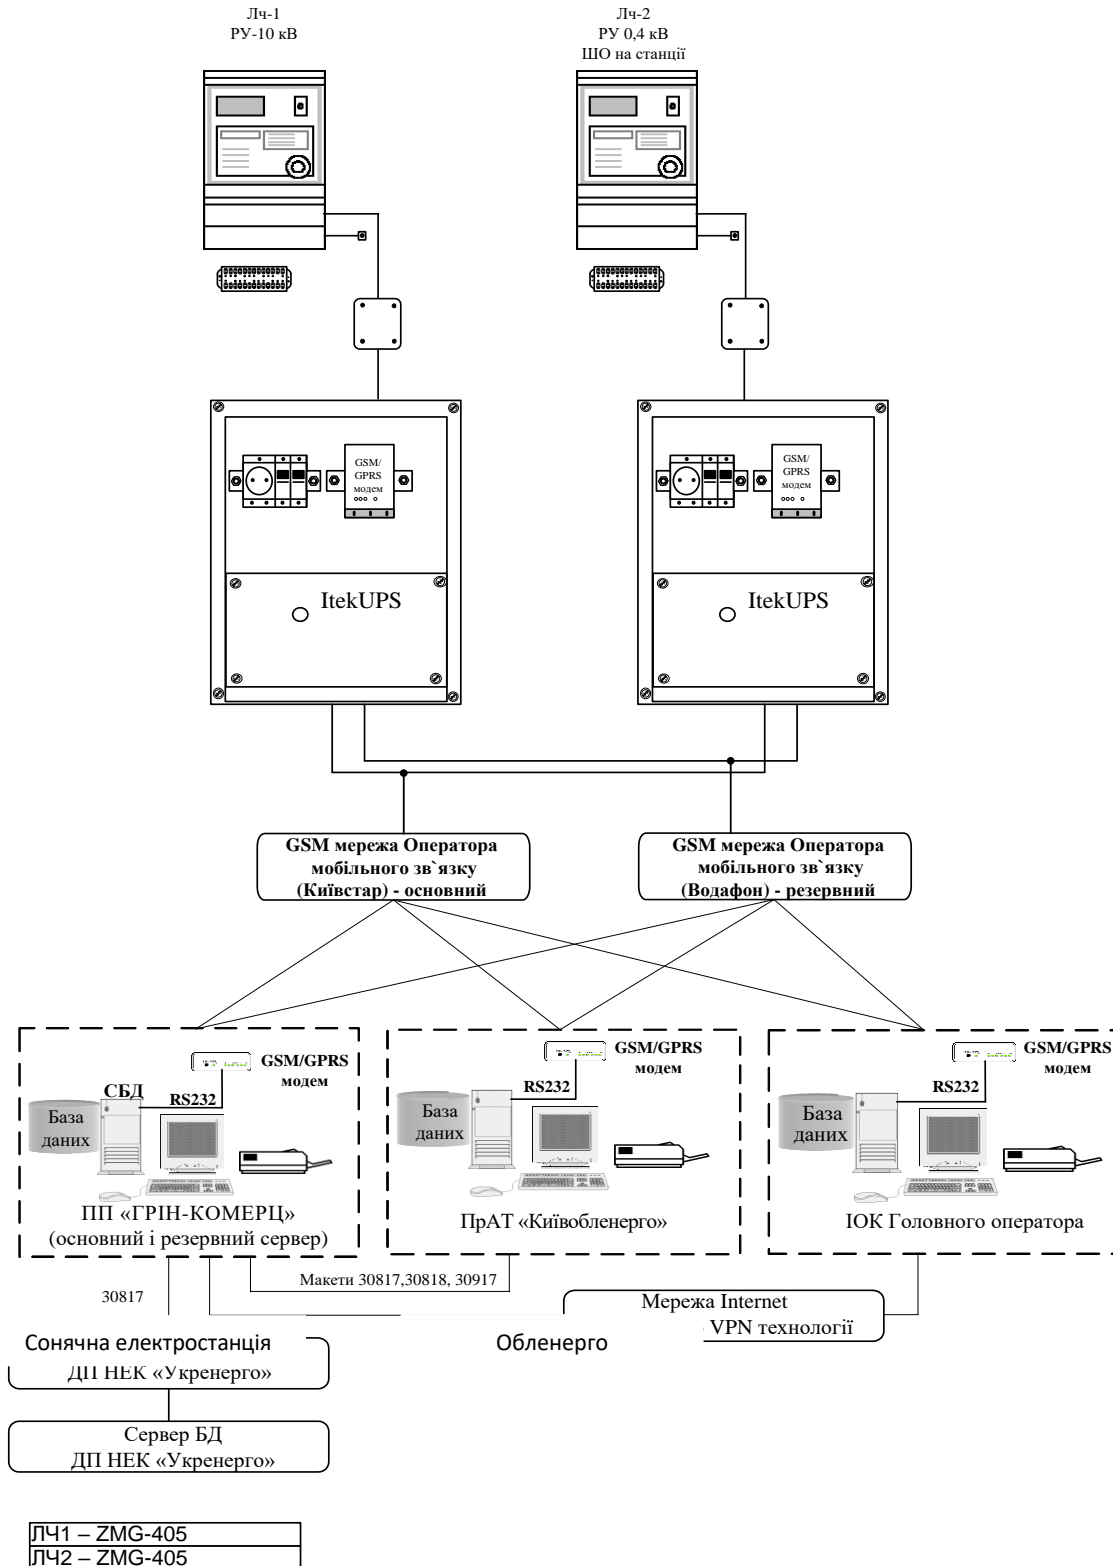 Лч-1
РУ-10 кВ
Лч-2
РУ 0,4 кВ
ШО на станції
GSM/
GPRS
модем
GSM/
GPRS
модем
ItekUPS
ItekUPS
GSM мережа Оператора
мобільного зв`язку
(Київстар) - основний
GSM мережа Оператора
мобільного зв`язку
(Водафон) - резервний
GSM/GPRS
модем
СБД
RS232
База
даних
ПП «ГРІН-КОМЕРЦ»
(основний і резервний сервер)
GSM/GPRS
модем
RS232
База
даних
ПрАТ «Київобленерго»
GSM/GPRS
модем
RS232
База
даних
ІОК Головного оператора
30817
Макети 30817,30818, 30917
Мережа Internet
VPN технології
Сонячна електростанція
Обленерго
ДП НЕК «Укренерго»
Сервер БД
ДП НЕК «Укренерго»
ЛЧ1 – ZMG-405
ЛЧ2 – ZMG-405